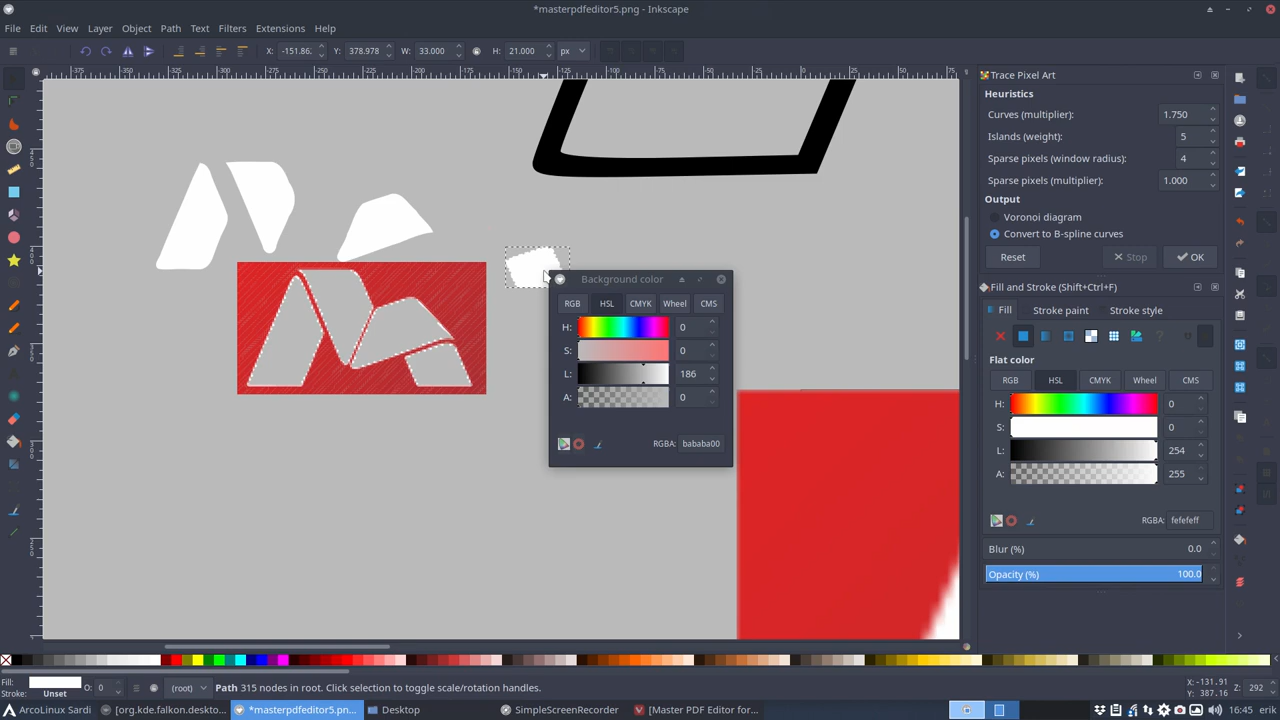 *masterpdfeditor5.png - Inkscape
File Edit View Layer Object Path Text Filters Extensions Help
X: -151.86 Y: 378.978 W: 33.000 H: 21.000 px
Trace Pixel Art
Heuristics
Curves (multiplier): 1.750
Islands (weight): 5
Sparse pixels (window radius): 4
Sparse pixels (multiplier): 1.000
Output
Voronoi diagram
Convert to B-spline curves
Reset Stop OK
Fill and Stroke (Shift+Ctrl+F)
Fill Stroke paint Stroke style
Flat color
RGB HSL CMYK Wheel CMS
H: 0
S: 0
L: 254
A: 255
RGBA: fefefeff
Blur (%) 0.0
Opacity (%) 100.0
Background color
RGB HSL CMYK Wheel CMS
H: 0
S: 0
L: 186
A: 0
RGBA: bababa00
Fill:
Stroke: Unset
O: 0
(root)
Path 315 nodes in root. Click selection to toggle scale/rotation handles.
X: -131.91
Y: 387.16
Z: 292
ArcoLinux Sardi *masterpdfeditor5.pn... [org.kde.falkon.deskto... Desktop SimpleScreenRecorder [Master PDF Editor for... 16:45 erik